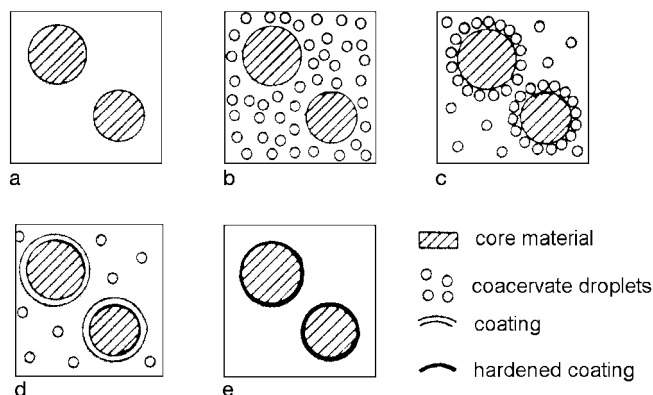 a
b
c
d
e
core material
coacervate droplets
coating
hardened coating